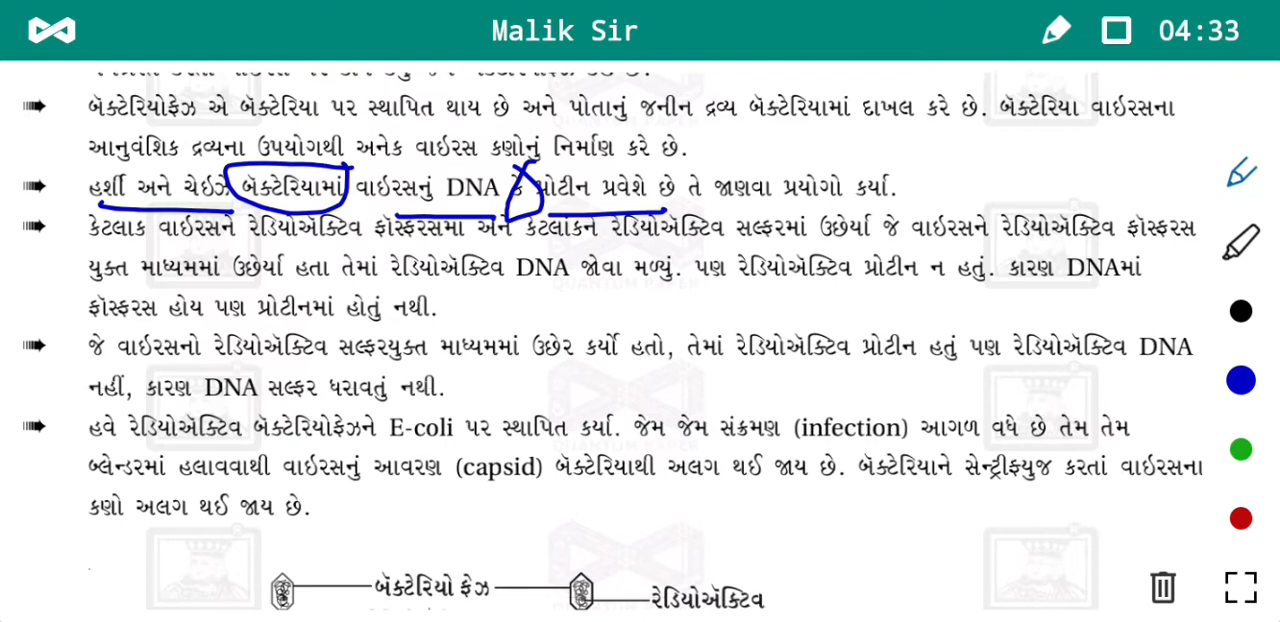 Malik Sir
04:33
બૅક્ટેરિયોફેઝ એ બૅક્ટેરિયા પર સ્થાપિત થાય છે અને પોતાનું જનીન દ્રવ્ય બૅક્ટેરિયામાં દાખલ કરે છે. બૅક્ટેરિયા વાઇરસના
આનુવંશિક દ્રવ્યના ઉપયોગથી અનેક વાઇરસ કણોનું નિર્માણ કરે છે.
હર્શી અને ચેઇઝે બૅક્ટેરિયામાં વાઇરસનું DNA કે પ્રોટીન પ્રવેશે છે તે જાણવા પ્રયોગો કર્યા.
કેટલાક વાઇરસને રેડિયોઍક્ટિવ ફૉસ્ફરસમા અને કેટલાંકને રેડિયોઍક્ટિવ સલ્ફરમાં ઉછેર્યા જે વાઇરસને રેડિયોઍક્ટિવ ફૉસ્ફરસ
યુક્ત માધ્યમમાં ઉછેર્યા હતા તેમાં રેડિયોઍક્ટિવ DNA જોવા મળ્યું. પણ રેડિયોઍક્ટિવ પ્રોટીન ન હતું. કારણ DNAમાં
ફૉસ્ફરસ હોય પણ પ્રોટીનમાં હોતું નથી.
જે વાઇરસનો રેડિયોઍક્ટિવ સલ્ફરયુક્ત માધ્યમમાં ઉછેર કર્યો હતો, તેમાં રેડિયોઍક્ટિવ પ્રોટીન હતું પણ રેડિયોઍક્ટિવ DNA
નહીં, કારણ DNA સલ્ફર ધરાવતું નથી.
હવે રેડિયોઍક્ટિવ બૅક્ટેરિયોફેઝને E-coli પર સ્થાપિત કર્યા. જેમ જેમ સંક્રમણ (infection) આગળ વધે છે તેમ તેમ
બ્લેન્ડરમાં હલાવવાથી વાઇરસનું આવરણ (capsid) બૅક્ટેરિયાથી અલગ થઈ જાય છે. બૅક્ટેરિયાને સેન્ટ્રીફ્યુજ કરતાં વાઇરસના
કણો અલગ થઈ જાય છે.
બૅક્ટેરિયો ફેઝ
રેડિયોઍક્ટિવ